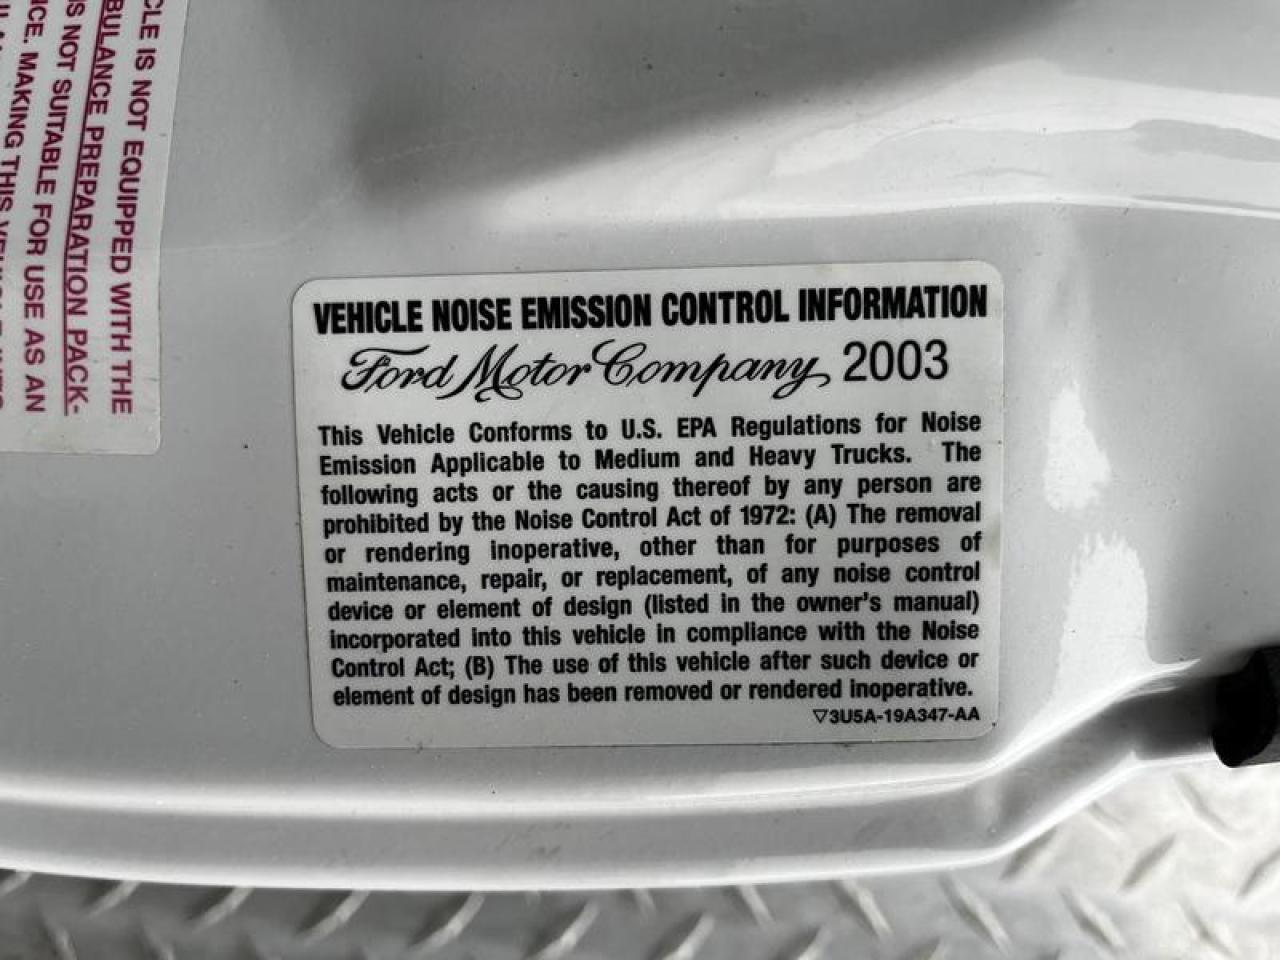 CLE IS NOT EQUIPPED WITH THE
BULANCE PREPARATION PACK-
IS NOT SUITABLE FOR USE AS AN
NCE. MAKING THIS
VEHICLE NOISE EMISSION CONTROL INFORMATION
Ford Motor Company 2003
This Vehicle Conforms to U.S. EPA Regulations for Noise
Emission Applicable to Medium and Heavy Trucks. The
following acts or the causing thereof by any person are
prohibited by the Noise Control Act of 1972: (A) The removal
or rendering inoperative, other than for purposes of
maintenance, repair, or replacement, of any noise control
device or element of design (listed in the owner's manual)
incorporated into this vehicle in compliance with the Noise
Control Act; (B) The use of this vehicle after such device or
element of design has been removed or rendered inoperative.
▽3U5A-19A347-AA